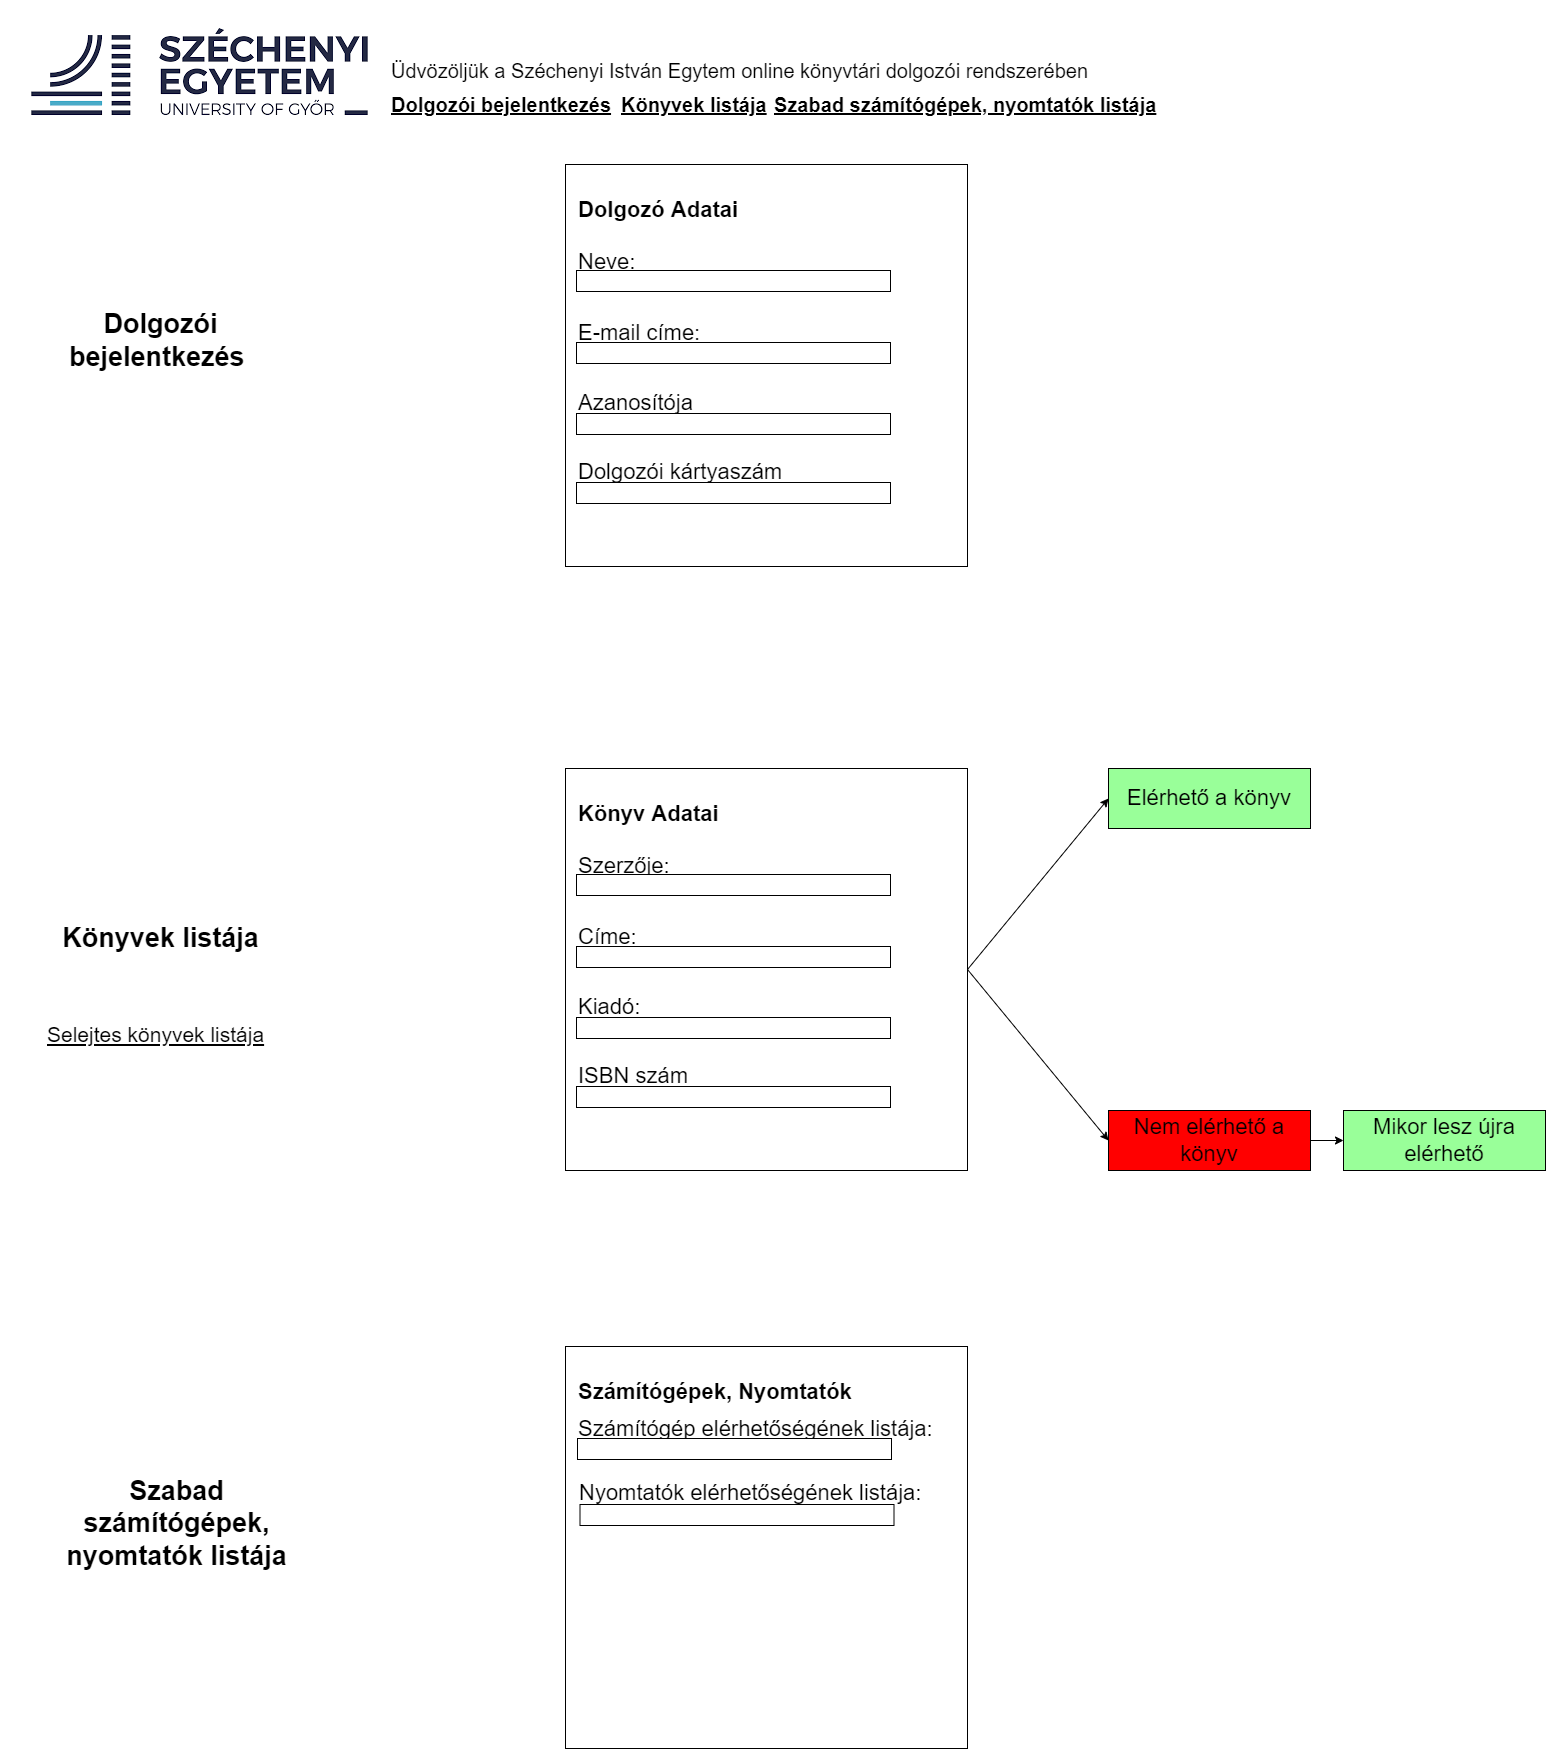 SZÉCHENYI
EGYETEM
UNIVERSITY OF GYŐR
Üdvözöljük a Széchenyi István Egytem online könyvtári dolgozói rendszerében
Dolgozói bejelentkezés Könyvek listája Szabad számítógépek, nyomtatók listája
Dolgozói
bejelentkezés
Dolgozó Adatai
Neve:
E-mail címe:
Azanosítója
Dolgozói kártyaszám
Könyvek listája
Selejtes könyvek listája
Könyv Adatai
Szerzője:
Címe:
Kiadó:
ISBN szám
Elérhető a könyv
Nem elérhető a
könyv
Mikor lesz újra
elérhető
Szabad
számítógépek,
nyomtatók listája
Számítógépek, Nyomtatók
Számítógép elérhetőségének listája:
Nyomtatók elérhetőségének listája: